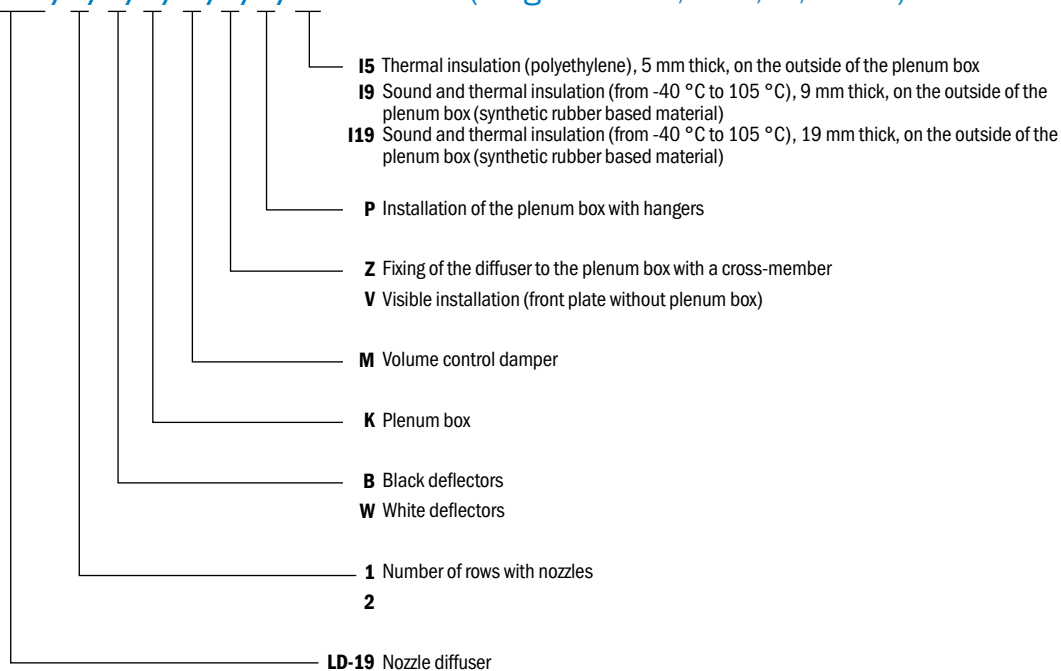 I5 Thermal insulation (polyethylene), 5 mm thick, on the outside of the plenum box
I9 Sound and thermal insulation (from -40 °C to 105 °C), 9 mm thick, on the outside of the
plenum box (synthetic rubber based material)
I19 Sound and thermal insulation (from -40 °C to 105 °C), 19 mm thick, on the outside of the
plenum box (synthetic rubber based material)
P Installation of the plenum box with hangers
Z Fixing of the diffuser to the plenum box with a cross-member
V Visible installation (front plate without plenum box)
M Volume control damper
K Plenum box
B Black deflectors
W White deflectors
1 Number of rows with nozzles
2
LD-19 Nozzle diffuser